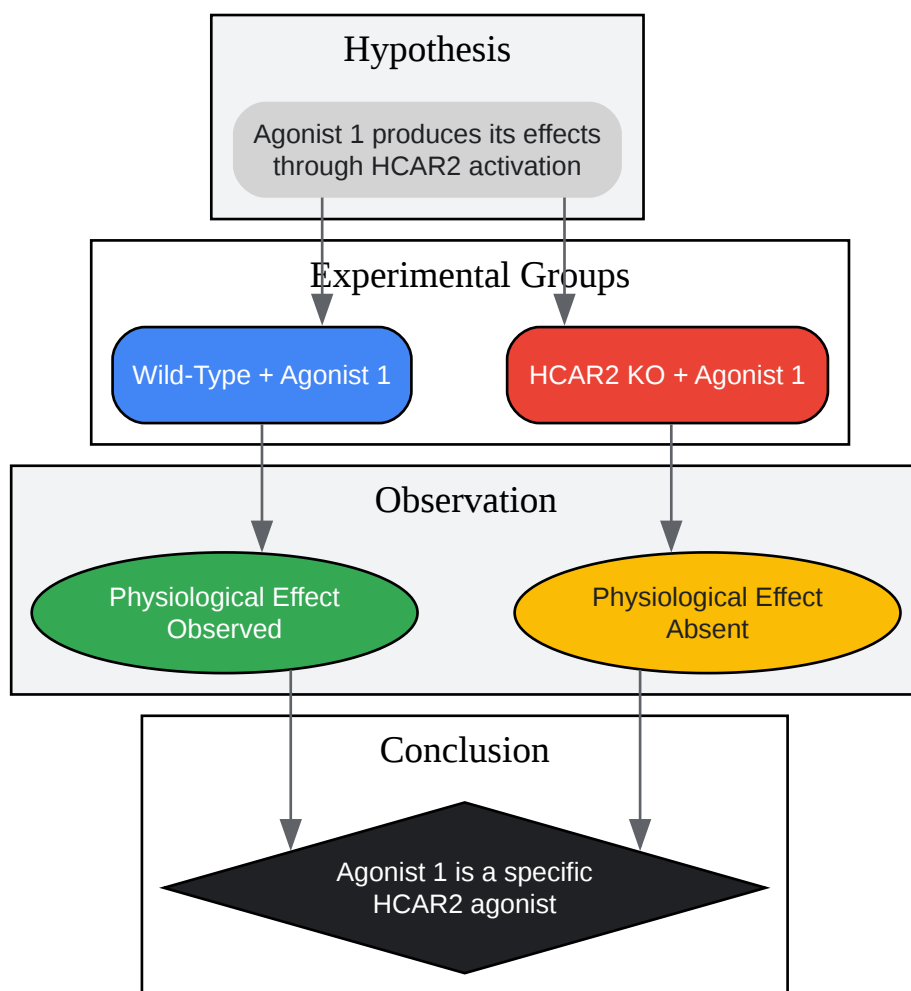 Hypothesis
Agonist 1 produces its effects
through HCAR2 activation
Experimental Groups
Wild-Type + Agonist 1
HCAR2 KO + Agonist 1
Observation
Physiological Effect
Observed
Physiological Effect
Absent
Conclusion
Agonist 1 is a specific
HCAR2 agonist